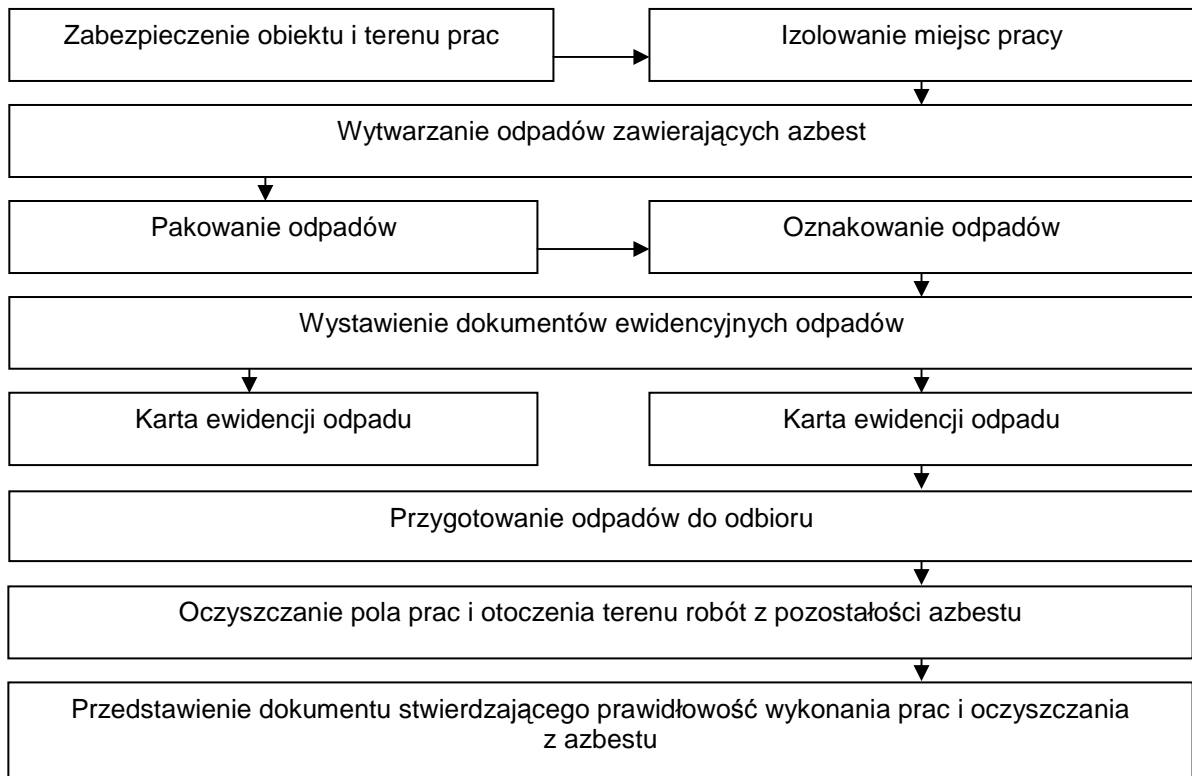 Zabezpieczenie obiektu i terenu prac
Izolowanie miejsc pracy
Wytwarzanie odpadów zawierających azbest
Pakowanie odpadów
Oznakowanie odpadów
Wystawienie dokumentów ewidencyjnych odpadów
Karta ewidencji odpadu
Karta ewidencji odpadu
Przygotowanie odpadów do odbioru
Oczyszczanie pola prac i otoczenia terenu robót z pozostałości azbestu
Przedstawienie dokumentu stwierdzającego prawidłowość wykonania prac i oczyszczania
z azbestu